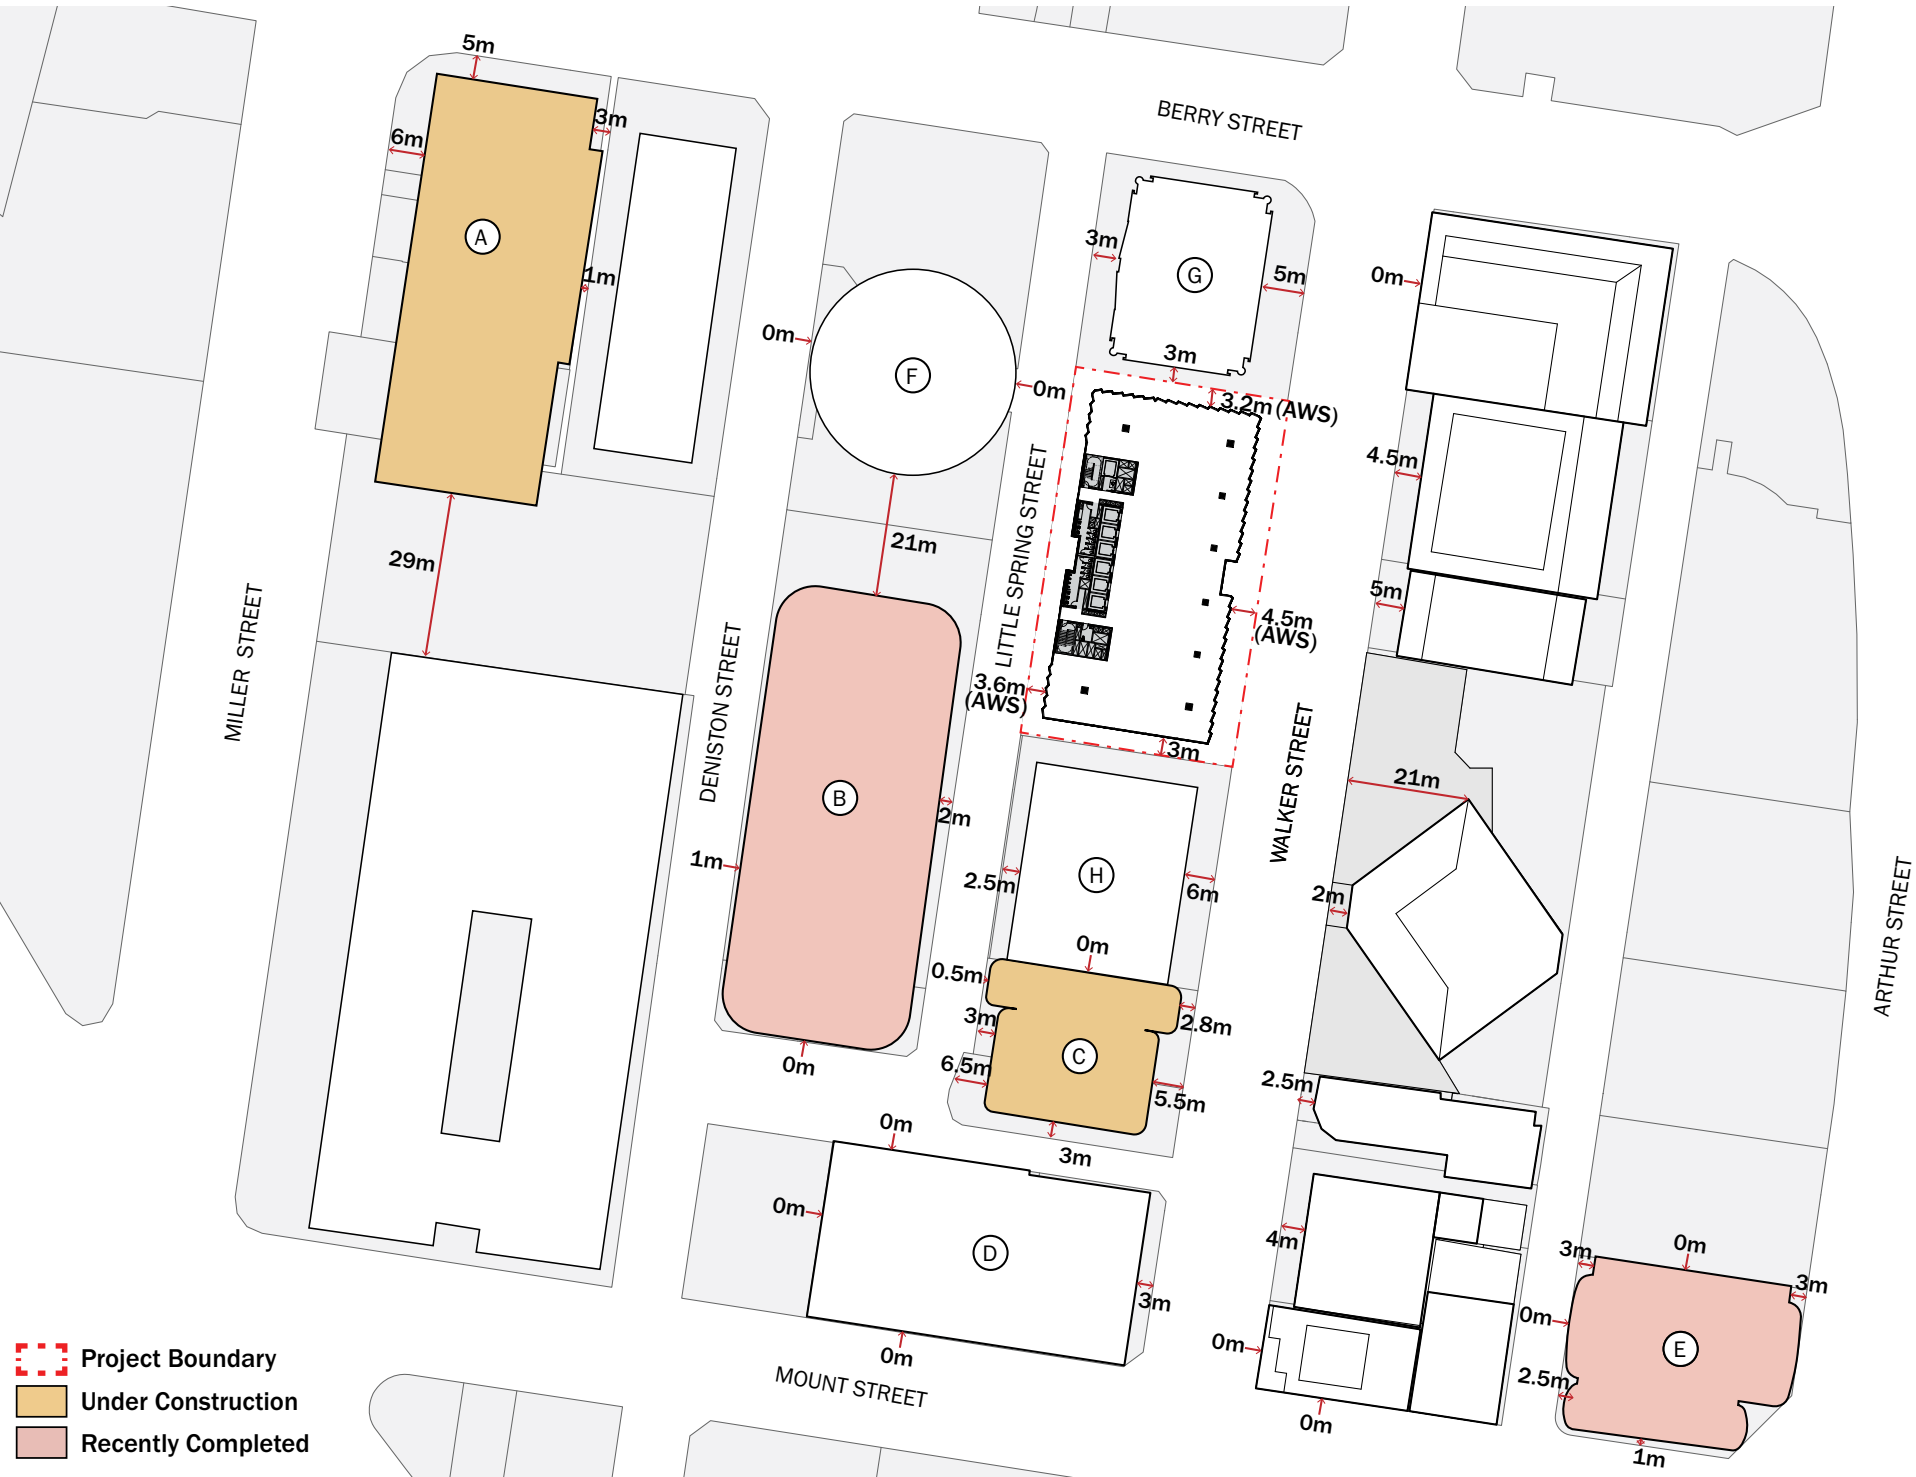 5m
3m
6m
A
1m
29m
BERRY STREET
3m
G
5m
3m
0m
0m
F
0m
3.2m (AWS)
21m
4.5m
5m
LITTLE SPRING STREET
4.5m
(AWS)
3.6m
(AWS)
3m
MILLER STREET
DENISTON STREET
WALKER STREET
21m
B
2m
1m
0m
2.5m
H
6m
2m
0m
0.5m
3m
2.8m
C
6.5m
5.5m
3m
ARTHUR STREET
2.5m
0m
0m
D
3m
0m
4m
0m
0m
3m
0m
3m
0m
E
2.5m
1m
MOUNT STREET
Project Boundary
Under Construction
Recently Completed